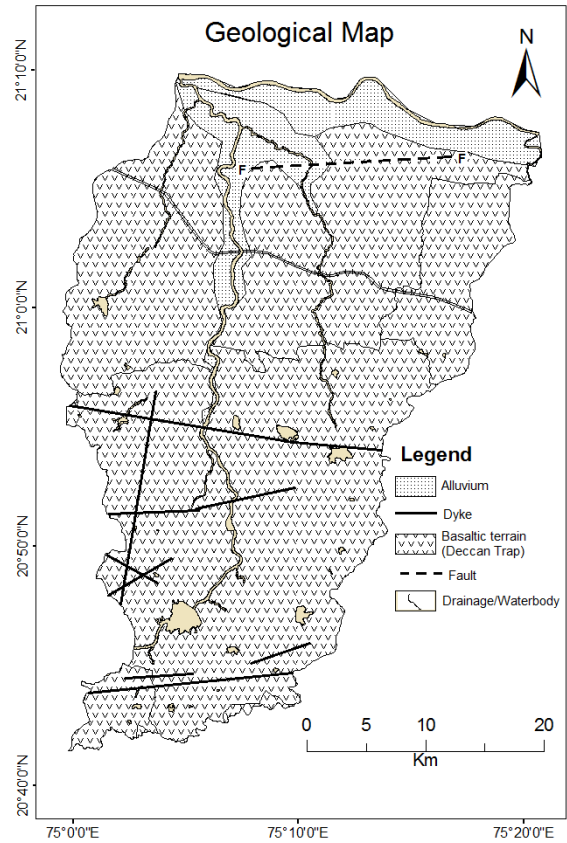 Geological Map
N
21°10'0"N
21°0'0"N
20°50'0"N
20°40'0"N
F
F
Legend
Alluvium
Dyke
Basaltic terrain
(Deccan Trap)
Fault
Drainage/Waterbody
0 5 10 20
Km
75°0'0"E 75°10'0"E 75°20'0"E